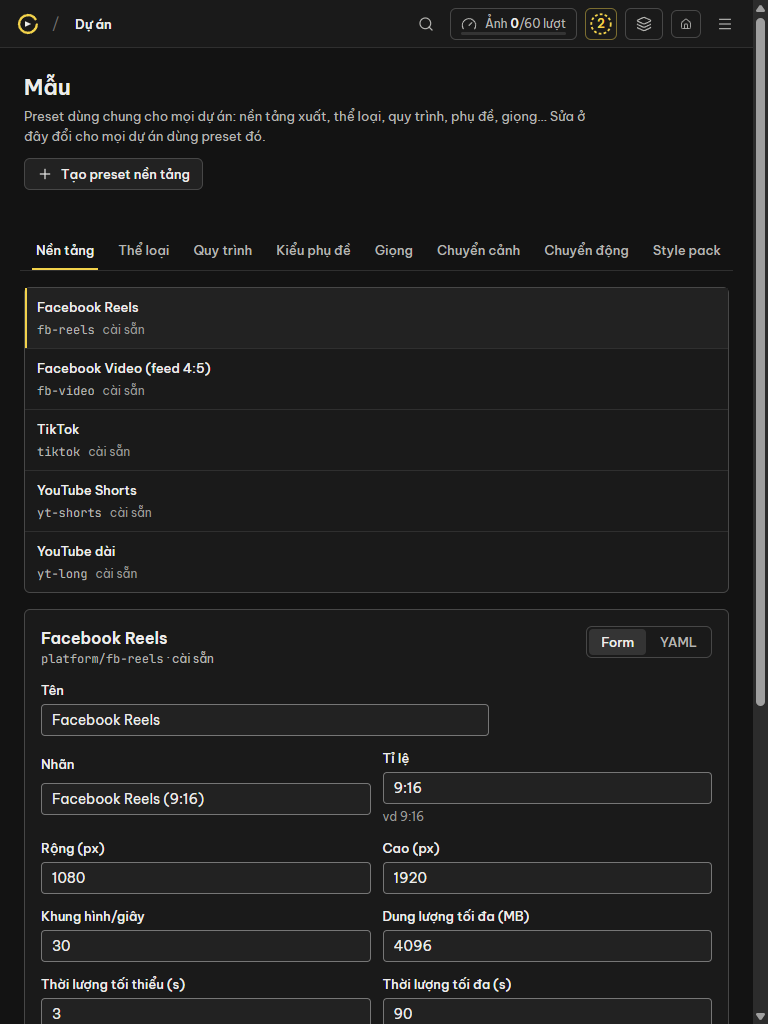 / Dự án
Ảnh 0/60 lượt
2
Mẫu
Preset dùng chung cho mọi dự án: nền tảng xuất, thể loại, quy trình, phụ đề, giọng... Sửa ở
đây đổi cho mọi dự án dùng preset đó.
+ Tạo preset nền tảng
Nền tảng Thể loại Quy trình Kiểu phụ đề Giọng Chuyển cảnh Chuyển động Style pack
Facebook Reels
fb-reels cài sẵn
Facebook Video (feed 4:5)
fb-video cài sẵn
TikTok
tiktok cài sẵn
YouTube Shorts
yt-shorts cài sẵn
YouTube dài
yt-long cài sẵn
Facebook Reels
platform/fb-reels · cài sẵn
Form YAML
Tên
Facebook Reels
Nhãn
Facebook Reels (9:16)
Tỉ lệ
9:16
vd 9:16
Rộng (px)
1080
Cao (px)
1920
Khung hình/giây
30
Dung lượng tối đa (MB)
4096
Thời lượng tối thiểu (s)
3
Thời lượng tối đa (s)
90